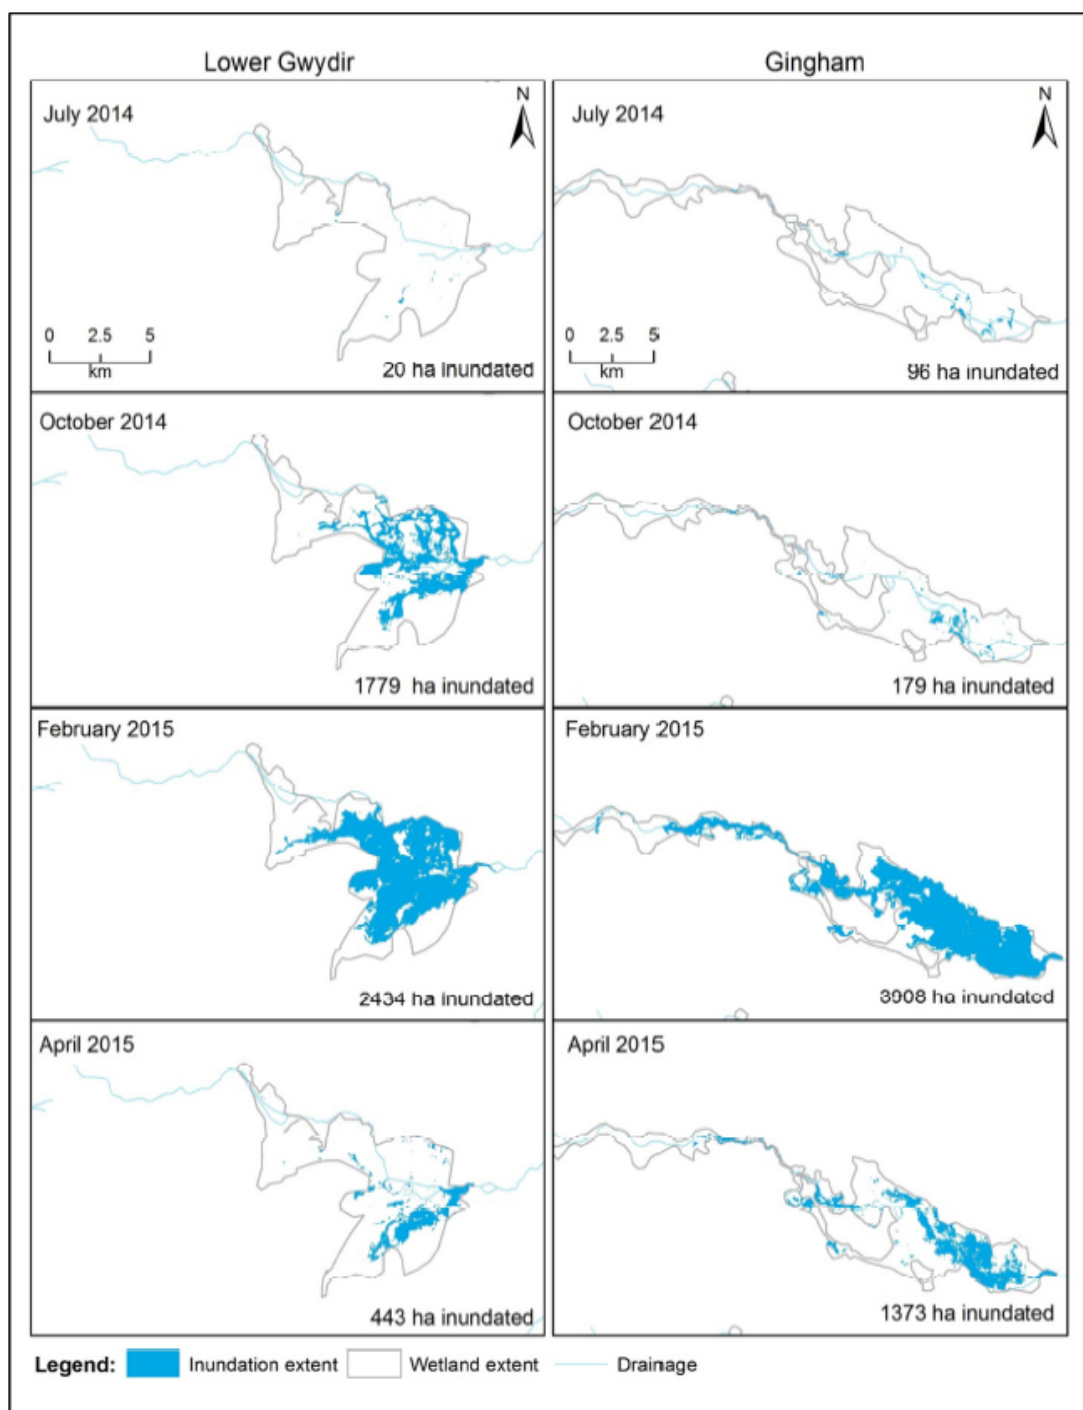 Lower Gwydir
Gingham
July 2014
N
0 2.5 5
km
20 ha inundated
July 2014
N
0 2.5 5
km
96 ha inundated
October 2014
1779 ha inundated
October 2014
179 ha inundated
February 2015
2434 ha inundated
February 2015
3908 ha inundated
April 2015
443 ha inundated
April 2015
1373 ha inundated
Legend: Inundation extent Wetland extent Drainage